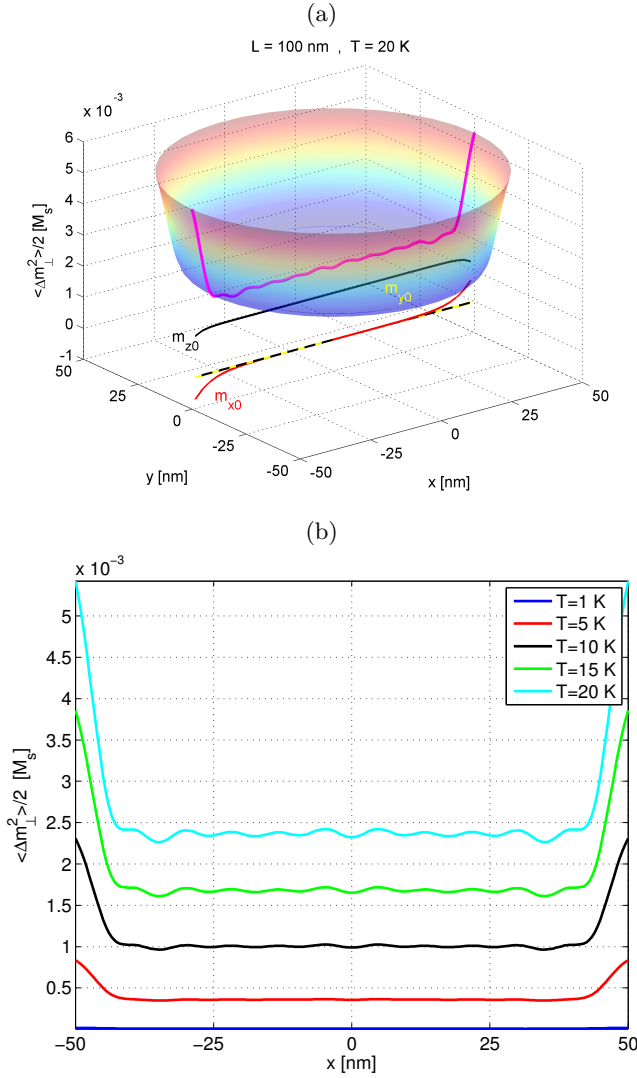 (a)
L = 100 nm , T = 20 K
x 10⁻³
6
5
4
3
2
1
0
-1
<Δm²⊥>/2 [Mₛ]
50
25
0
-25
-50
y [nm]
-50
-25
0
25
50
x [nm]
m_y0
m_z0
m_x0
(b)
x 10⁻³
5
4.5
4
3.5
3
2.5
2
1.5
1
0.5
<Δm²⊥>/2 [Mₛ]
T=1 K
T=5 K
T=10 K
T=15 K
T=20 K
−50
−25
0
25
50
x [nm]